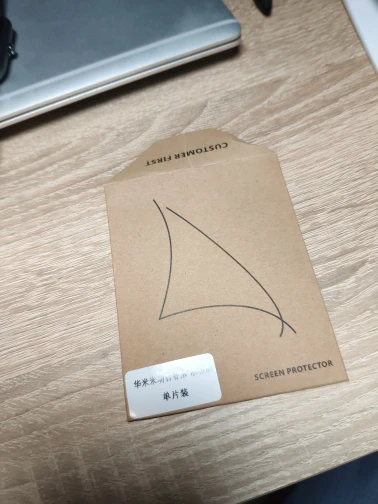 CUSTOMER FIRST
SCREEN PROTECTOR
华米米
单片装